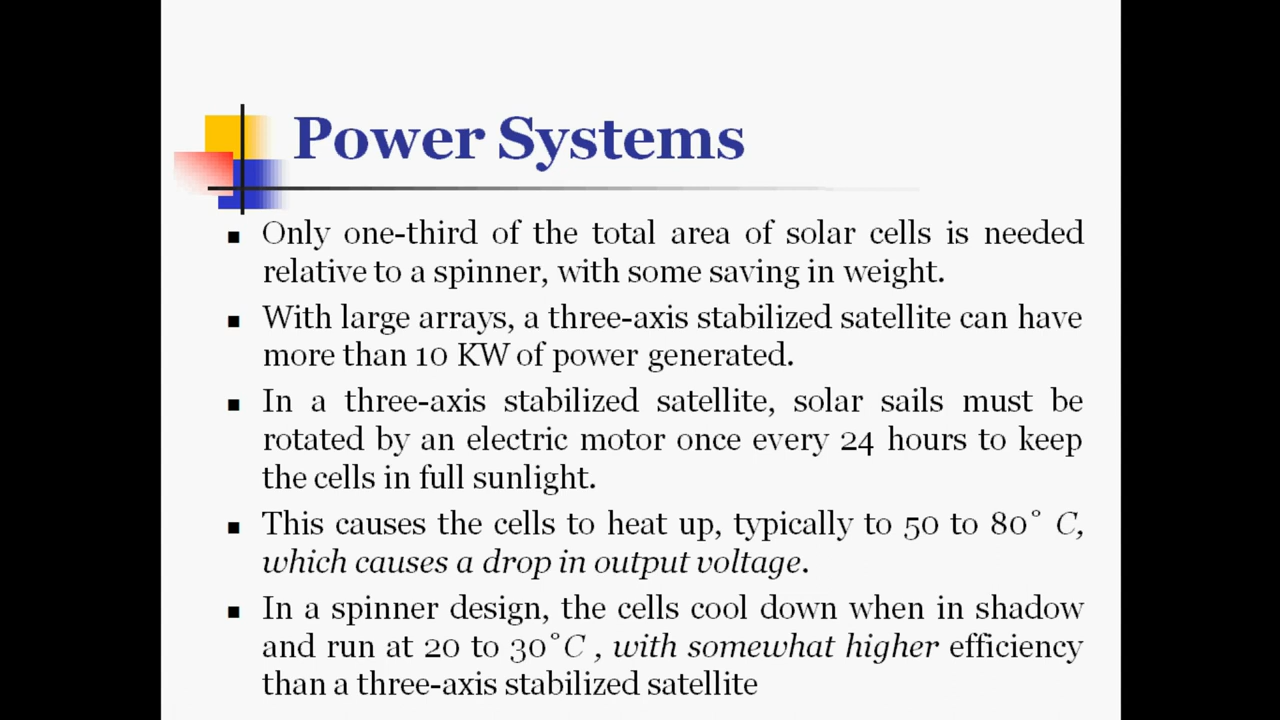 Power Systems
Only one-third of the total area of solar cells is needed
relative to a spinner, with some saving in weight.
With large arrays, a three-axis stabilized satellite can have
more than 10 KW of power generated.
In a three-axis stabilized satellite, solar sails must be
rotated by an electric motor once every 24 hours to keep
the cells in full sunlight.
This causes the cells to heat up, typically to 50 to 80˚ C,
which causes a drop in output voltage.
In a spinner design, the cells cool down when in shadow
and run at 20 to 30˚C , with somewhat higher efficiency
than a three-axis stabilized satellite